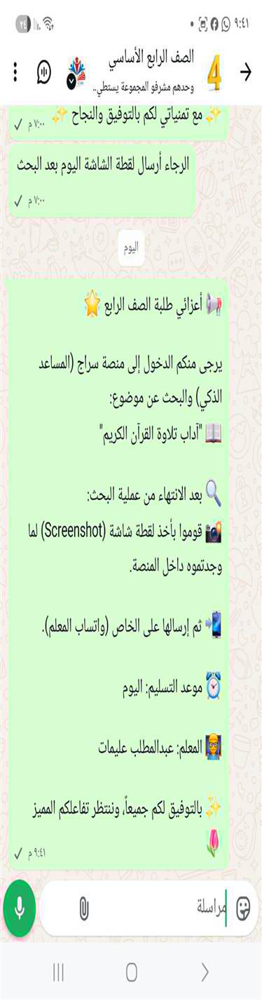 ٩:٤١
٢٤
الصف الرابع الأساسي
وحدهم مشرفو المجموعة يستطي..
4
✨ مع تمنياتي لكم بالتوفيق والنجاح ✨
٧:٠٠ م
الرجاء أرسال لقطة الشاشة اليوم بعد البحث
٧:٠٠ م
اليوم
📢 أعزائي طلبة الصف الرابع 🌟
يرجى منكم الدخول إلى منصة سراج (المساعد
الذكي) والبحث عن موضوع:
📖 "آداب تلاوة القرآن الكريم"
🔍 بعد الانتهاء من عملية البحث:
📸 قوموا بأخذ لقطة شاشة (Screenshot) لما
وجدتموه داخل المنصة.
📲 ثم إرسالها على الخاص (واتساب المعلم).
⏰ موعد التسليم: اليوم
👨‍🏫 المعلم: عبدالمطلب عليمات
✨ بالتوفيق لكم جميعاً، وننتظر تفاعلكم المميز
🌷
٩:٤١ م
مراسلة